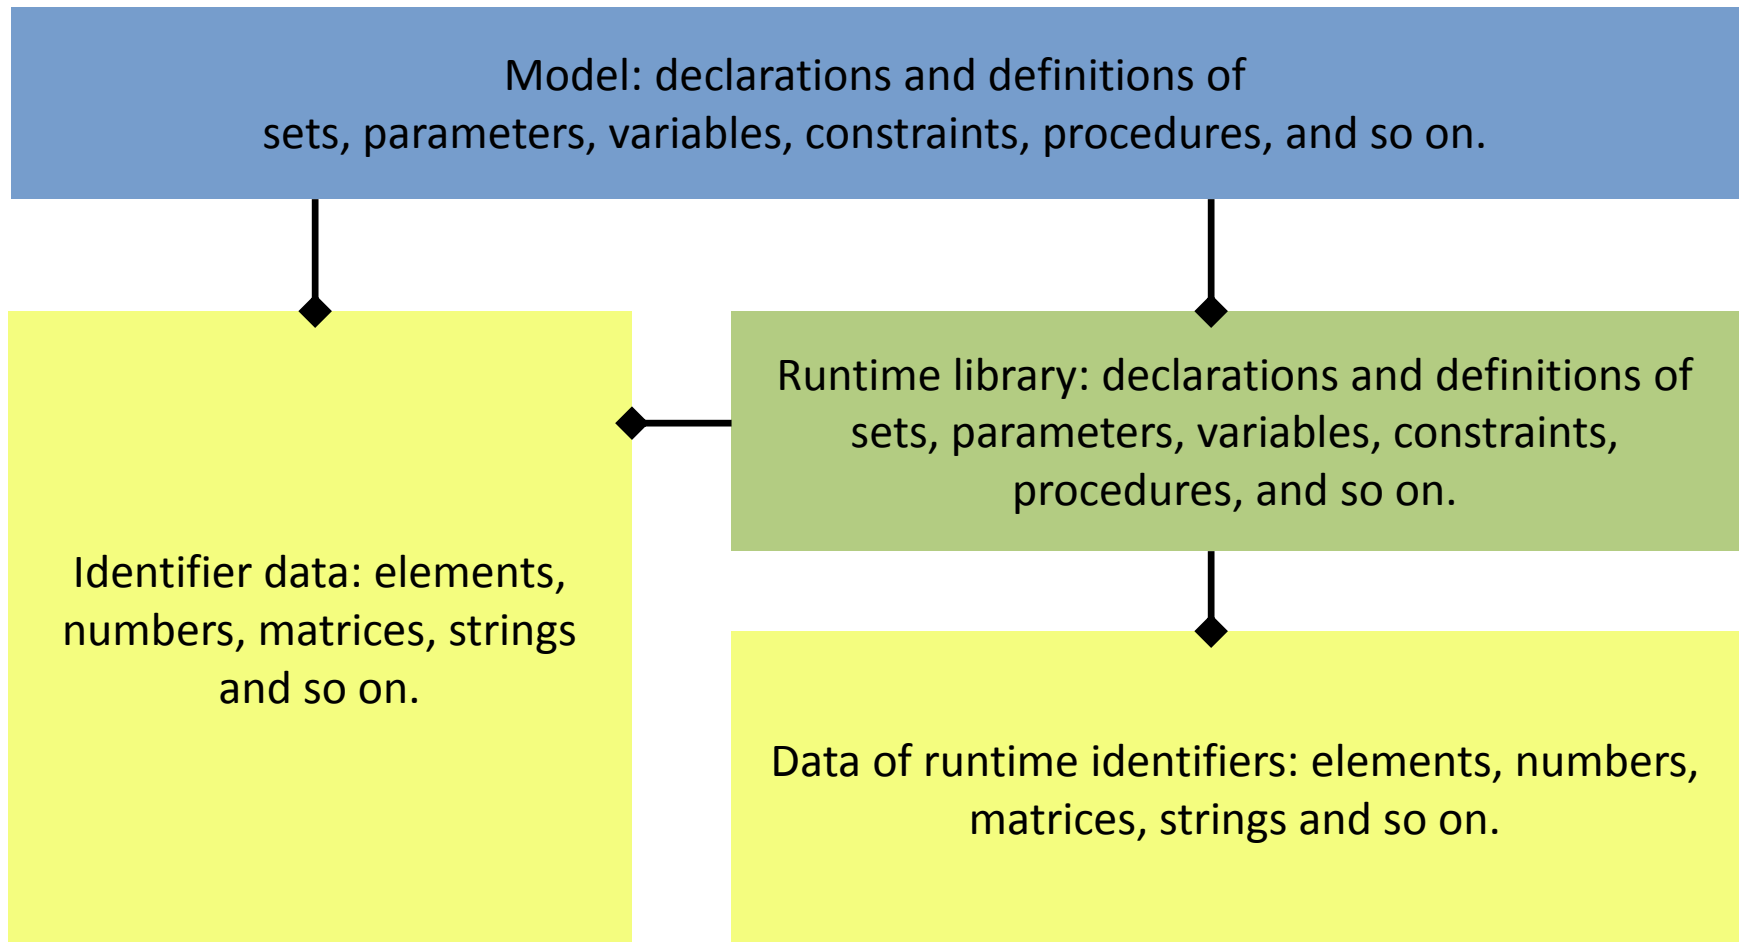 Model: declarations and definitions of
sets, parameters, variables, constraints, procedures, and so on.
Runtime library: declarations and definitions of
sets, parameters, variables, constraints,
procedures, and so on.
Identifier data: elements,
numbers, matrices, strings
and so on.
Data of runtime identifiers: elements, numbers,
matrices, strings and so on.